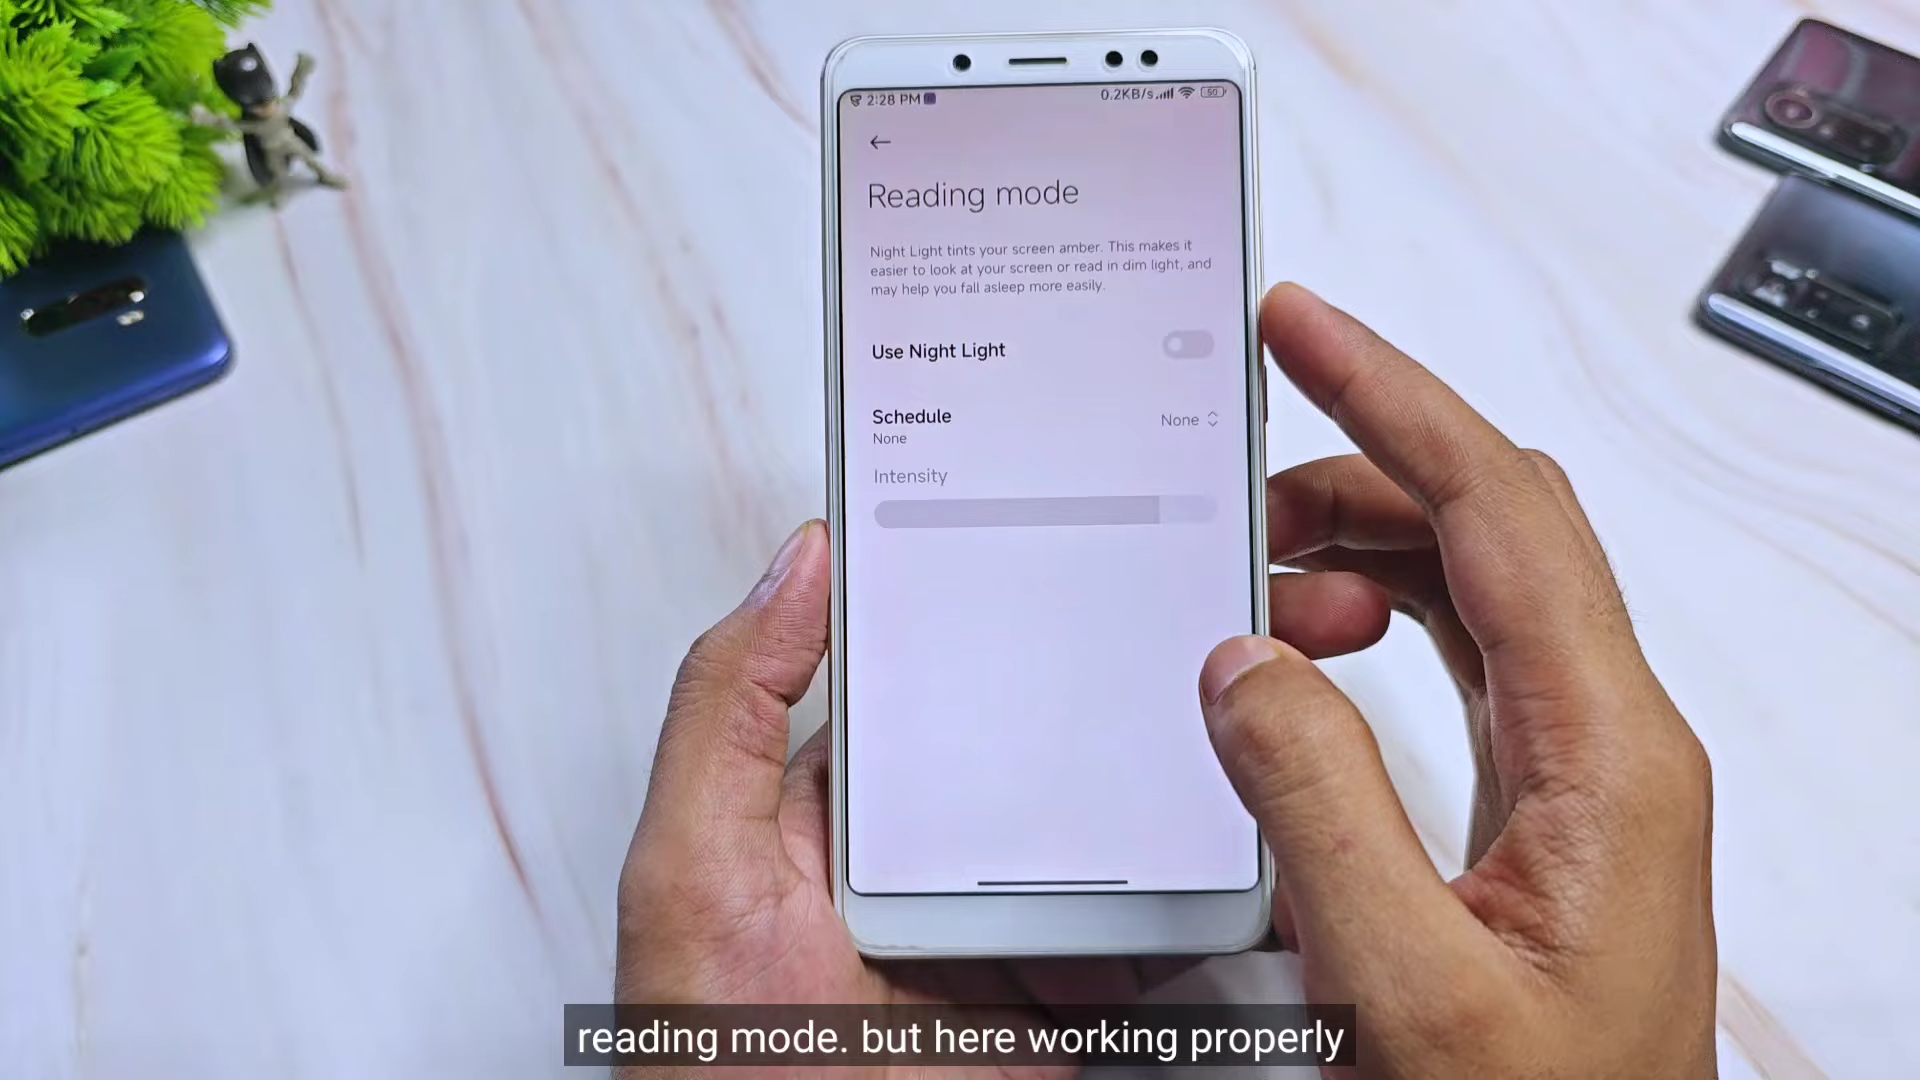 2:28 PM 0.2KB/s 50
Reading mode
Night Light tints your screen amber. This makes it
easier to look at your screen or read in dim light, and
may help you fall asleep more easily.
Use Night Light
Schedule None
None
Intensity
reading mode. but here working properly